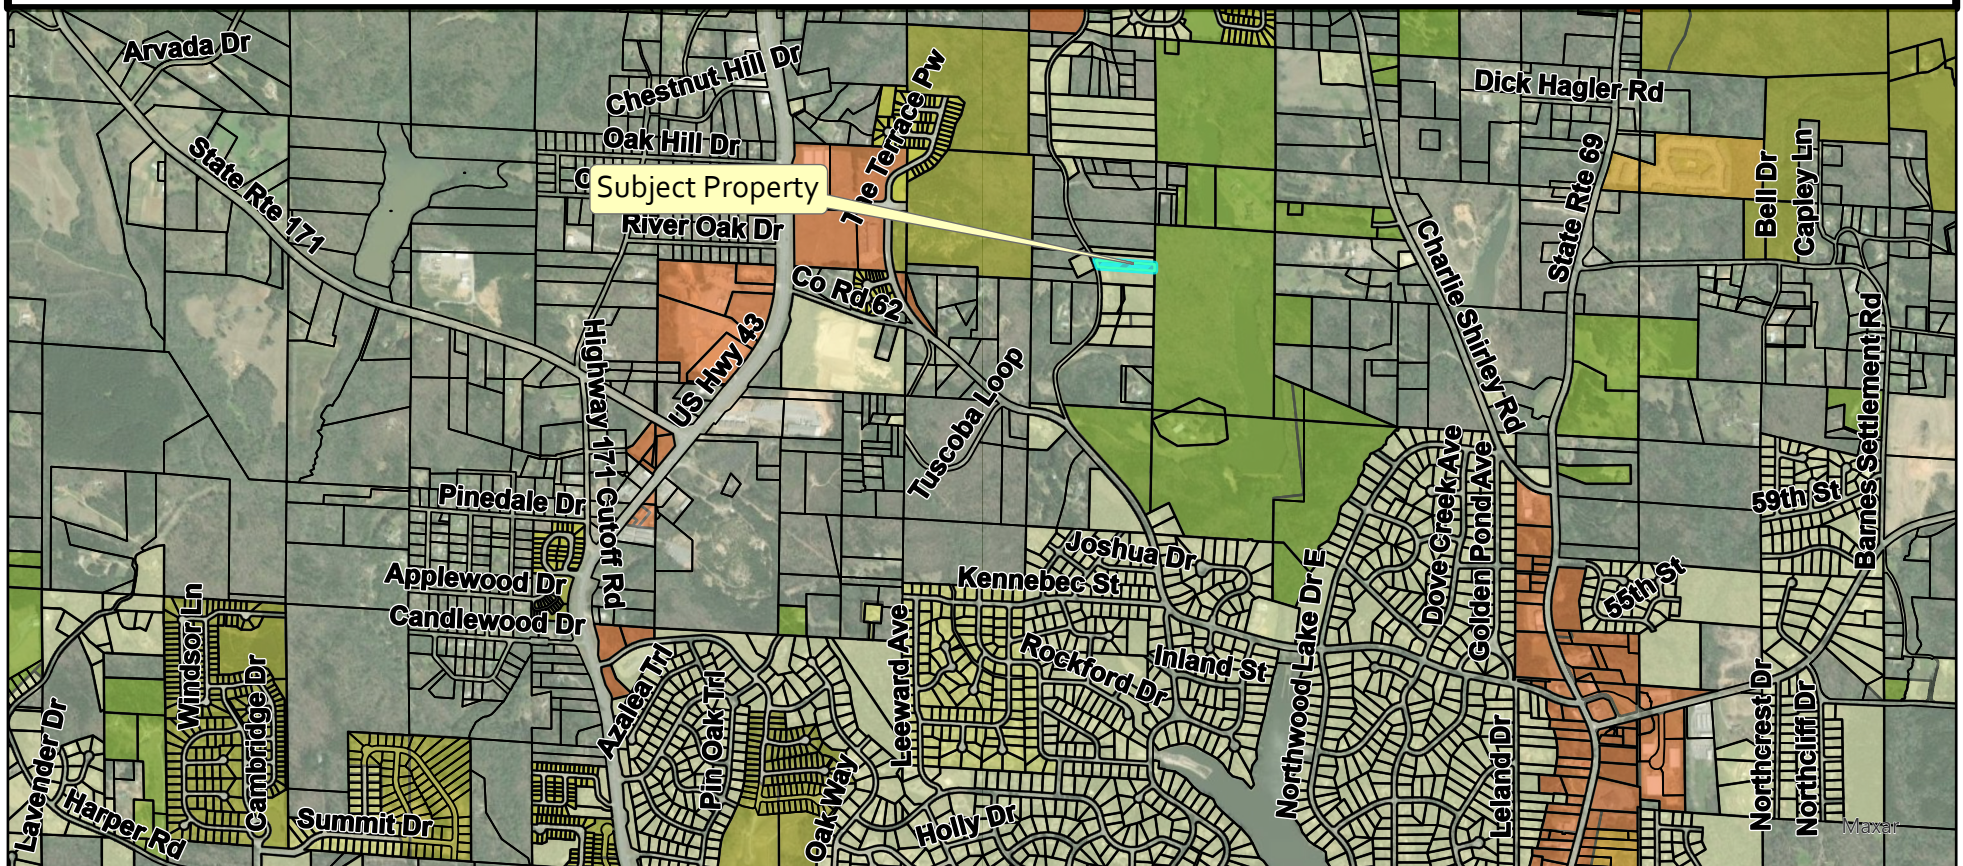 Arvada Dr
Chestnut Hill Dr
Dick Hagler Rd
Oak Hill Dr
The Terrace Pw
State Rte 171
State Rte 69
Bell Dr
Capley Ln
Subject Property
River Oak Dr
Co Rd 62
Charlie Shirley Rd
Highway 171 Cutoff Rd
US Hwy 43
Tuscoba Loop
Barnes Settlement Rd
Pinedale Dr
Dove Creek Ave
Golden Pond Ave
59th St
Joshua Dr
Applewood Dr
Kennebec St
55th St
Candlewood Dr
Windsor Ln
Leeward Ave
Rockford Dr
Inland St
Northwood Lake Dr E
Azalea Trl
Pin Oak Trl
Cambridge Dr
Lavender Dr
Leland Dr
Northcrest Dr
Northcliff Dr
Harper Rd
Summit Dr
Oak Way
Holly Dr
Maxar